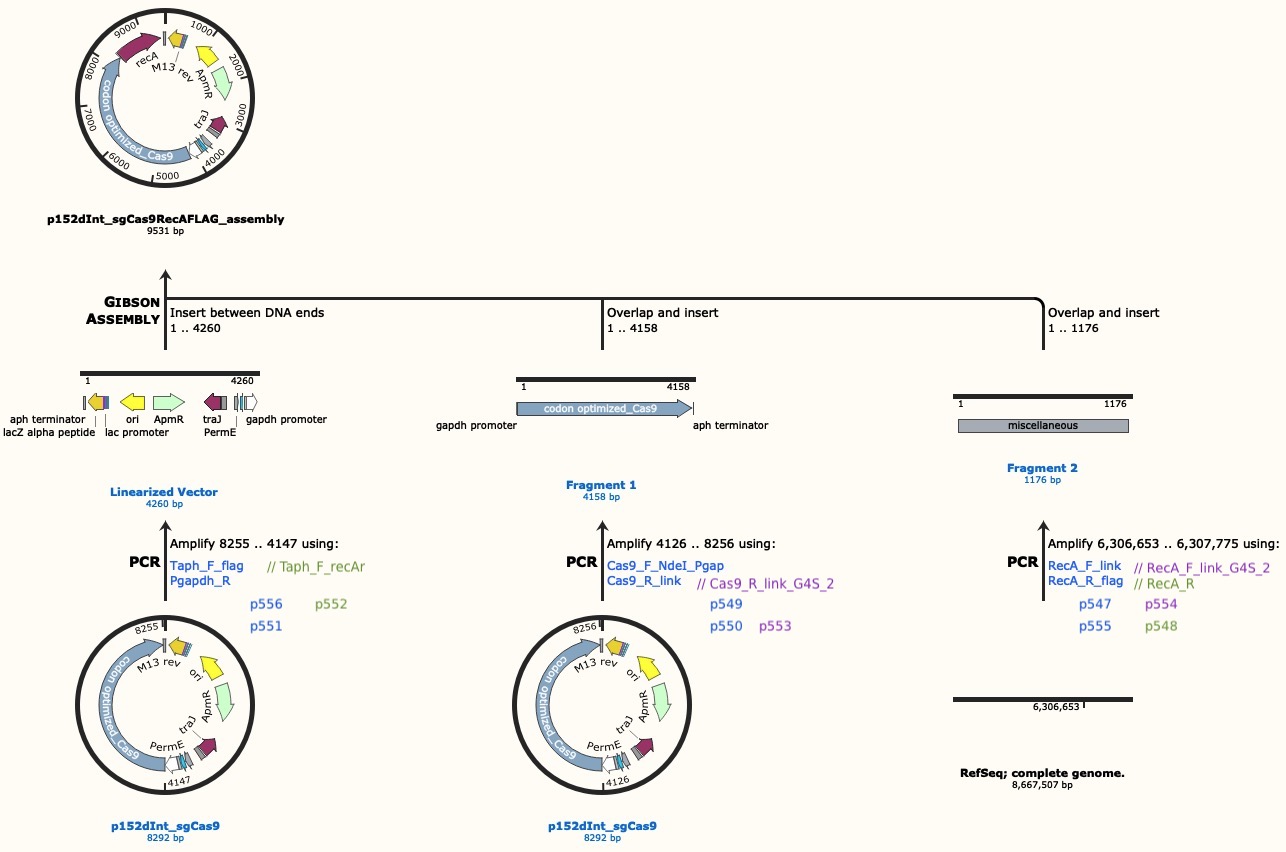 9000
1000
2000
3000
4000
5000
6000
7000
8000
recA
M13 rev
ApmR
traJ
codon optimized_Cas9
p152dInt_sgCas9RecAFLAG_assembly
9531 bp
GIBSON
ASSEMBLY
Insert between DNA ends
1 .. 4260
Overlap and insert
1 .. 4158
Overlap and insert
1 .. 1176
1 4260
aph terminator ori ApmR traJ gapdh promoter
lacZ alpha peptide lac promoter PermE
Linearized Vector
4260 bp
1 4158
codon optimized_Cas9
gapdh promoter aph terminator
Fragment 1
4158 bp
1 1176
miscellaneous
Fragment 2
1176 bp
PCR
Amplify 8255 .. 4147 using:
Taph_F_flag // Taph_F_recAr
Pgapdh_R
p556 p552
p551
PCR
Amplify 4126 .. 8256 using:
Cas9_F_NdeI_Pgap
Cas9_R_link // Cas9_R_link_G4S_2
p549
p550 p553
PCR
Amplify 6,306,653 .. 6,307,775 using:
RecA_F_link // RecA_F_link_G4S_2
RecA_R_flag // RecA_R
p547 p554
p555 p548
8255
M13 rev
ori
ApmR
traJ
PermE
codon optimized_Cas9
4147
p152dInt_sgCas9
8292 bp
8256
M13 rev
ori
ApmR
traJ
PermE
codon optimized_Cas9
4126
p152dInt_sgCas9
8292 bp
6,306,653
RefSeq; complete genome.
8,667,507 bp